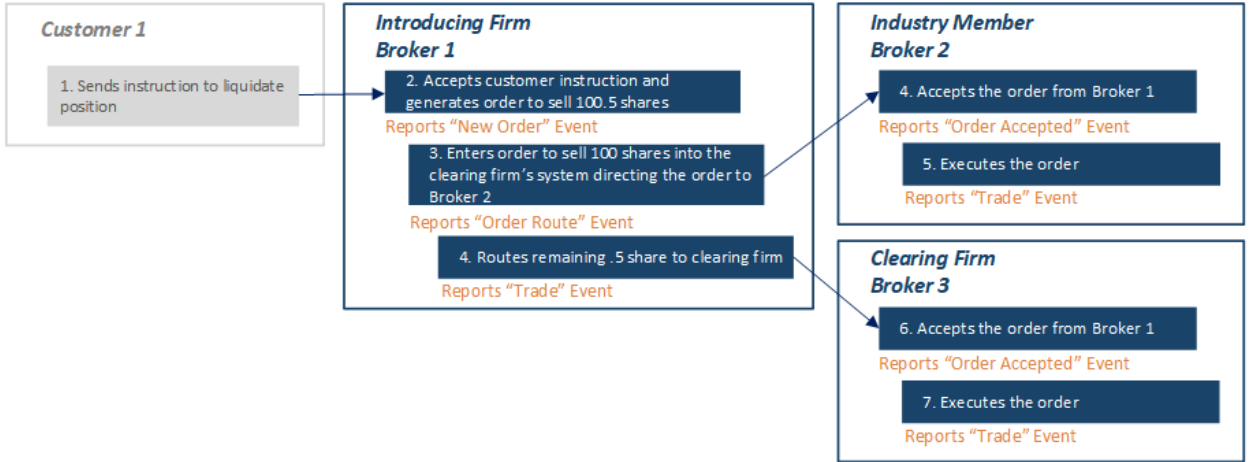 Customer 1
1. Sends instruction to liquidate
position
Introducing Firm
Broker 1
2. Accepts customer instruction and
generates order to sell 100.5 shares
Reports “New Order” Event
3. Enters order to sell 100 shares into the
clearing firm’s system directing the order to
Broker 2
Reports “Order Route” Event
4. Routes remaining .5 share to clearing firm
Reports “Trade” Event
Industry Member
Broker 2
4. Accepts the order from Broker 1
Reports “Order Accepted” Event
5. Executes the order
Reports “Trade” Event
Clearing Firm
Broker 3
6. Accepts the order from Broker 1
Reports “Order Accepted” Event
7. Executes the order
Reports “Trade” Event